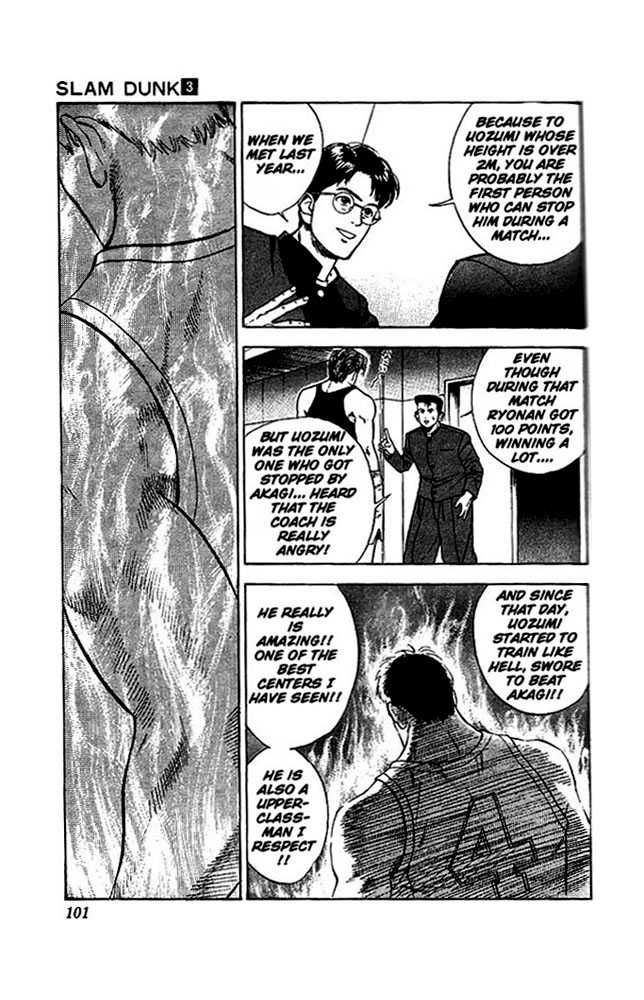 SLAM DUNK 3
BECAUSE TO
UOZUMI WHOSE
HEIGHT IS OVER
2M, YOU ARE
PROBABLY THE
FIRST PERSON
WHO CAN STOP
HIM DURING A
MATCH...
WHEN WE
MET LAST
YEAR...
EVEN
THOUGH
DURING THAT
MATCH
RYONAN GOT
100 POINTS,
WINNING A
LOT....
BUT UOZUMI
WAS THE ONLY
ONE WHO GOT
STOPPED BY
AKAGI... HEARD
THAT THE
COACH IS
REALLY
ANGRY!
AND SINCE
THAT DAY,
UOZUMI
STARTED TO
TRAIN LIKE
HELL, SWORE
TO BEAT
AKAGI!!
HE REALLY
IS
AMAZING!!
ONE OF THE
BEST
CENTERS I
HAVE SEEN!!
HE IS
ALSO A
UPPER-
CLASS-
MAN I
RESPECT
!!
4
101